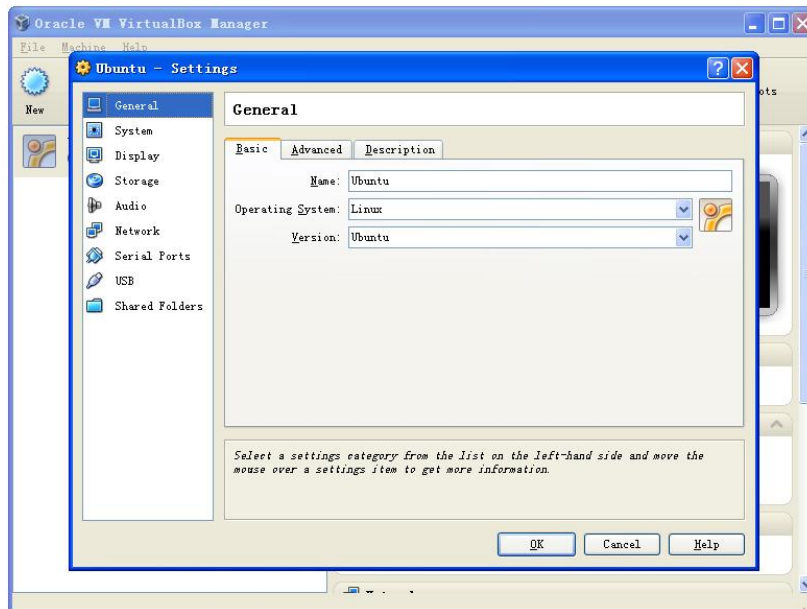 Oracle VM VirtualBox Manager
File Machine Help
Ubuntu - Settings
New
General
System
Display
Storage
Audio
Network
Serial Ports
USB
Shared Folders
General
Basic Advanced Description
Name: Ubuntu
Operating System: Linux
Version: Ubuntu
Select a settings category from the list on the left-hand side and move the
mouse over a settings item to get more information.
OK Cancel Help